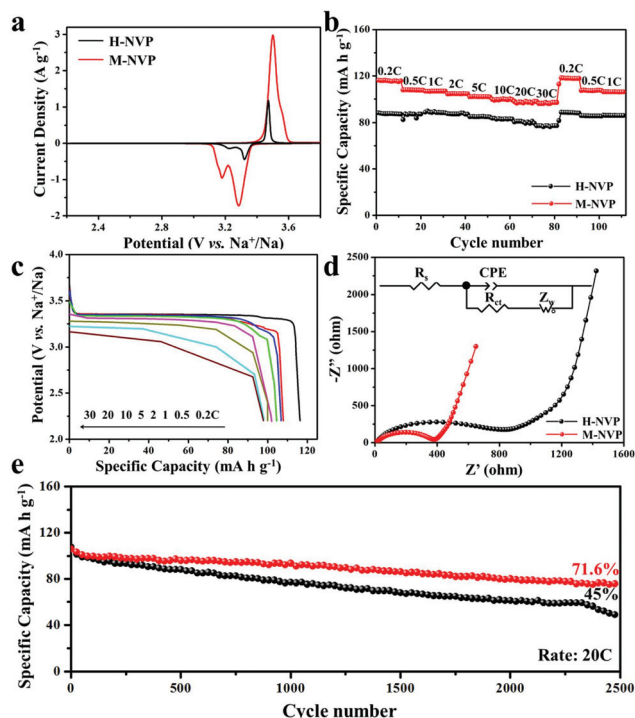 a
Current Density (A g⁻¹)
3
2
1
0
-1
-2
2.4 3.0 3.6
Potential (V vs. Na⁺/Na)
H-NVP
M-NVP
b
Specific Capacity (mA h g⁻¹)
160
120
80
40
0
0 20 40 60 80 100
Cycle number
0.2C 0.5C 1C 2C 5C 10C 20C 30C 0.2C 0.5C 1C
H-NVP
M-NVP
c
Potential (V vs. Na⁺/Na)
4.0
3.5
3.0
2.5
2.0
0 20 40 60 80 100 120
Specific Capacity (mA h g⁻¹)
30 20 10 5 2 1 0.5 0.2C
d
-Z'' (ohm)
2500
2000
1500
1000
500
0
0 400 800 1200 1600
Z' (ohm)
Rs CPE
Rct Zw
H-NVP
M-NVP
e
Specific Capacity (mA h g⁻¹)
160
120
80
40
0
0 500 1000 1500 2000 2500
Cycle number
71.6%
45%
Rate: 20C